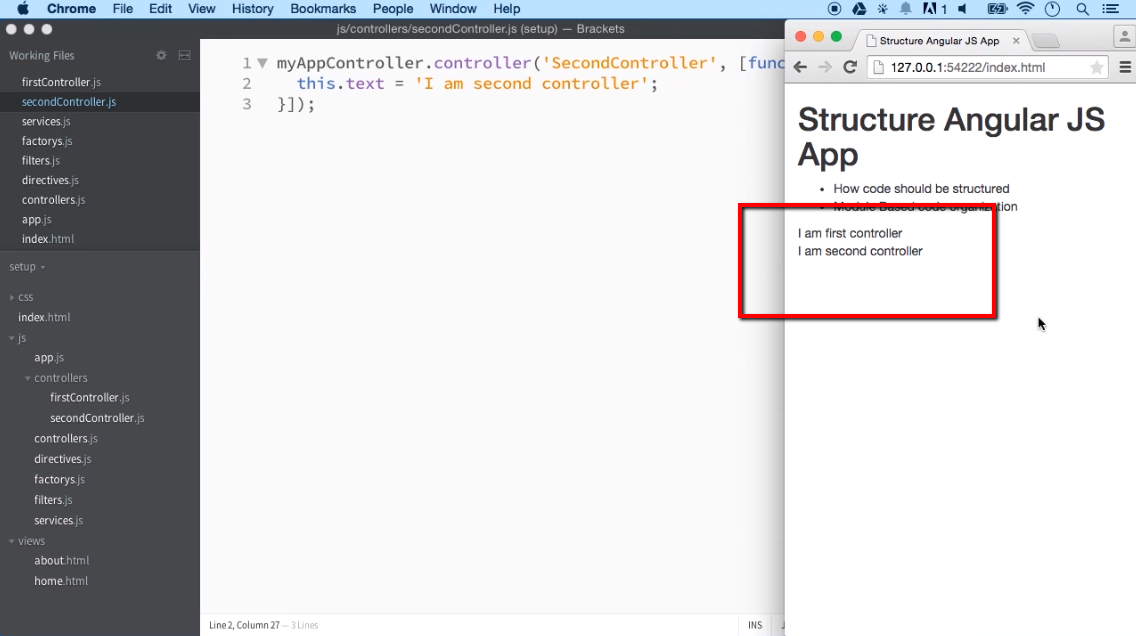 Chrome File Edit View History Bookmarks People Window Help 1
js/controllers/secondController.js (setup) — Brackets
Working Files
firstController.js
secondController.js
services.js
factorys.js
filters.js
directives.js
controllers.js
app.js
index.html
setup
css
index.html
js
app.js
controllers
firstController.js
secondController.js
controllers.js
directives.js
factorys.js
filters.js
services.js
views
about.html
home.html
1 myAppController.controller('SecondController', [func
2 this.text = 'I am second controller';
3 }]);
Line 2, Column 27 — 3 Lines
INS
Structure Angular JS App
127.0.0.1:54222/index.html
Structure Angular JS
App
• How code should be structured
• Module Based code organization
I am first controller
I am second controller